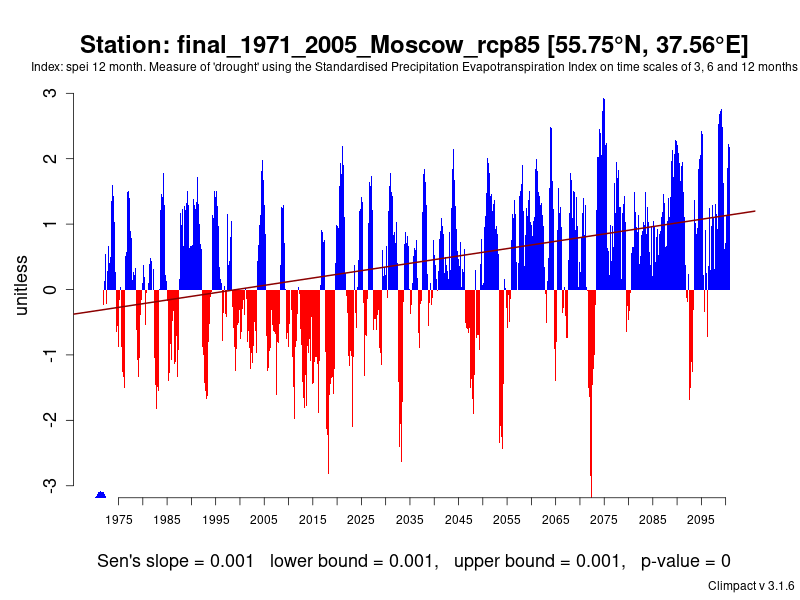 Station: final_1971_2005_Moscow_rcp85 [55.75°N, 37.56°E]
Index: spei 12 month. Measure of 'drought' using the Standardised Precipitation Evapotranspiration Index on time scales of 3, 6 and 12 months
unitless
3
2
1
0
-1
-2
-3
1975 1985 1995 2005 2015 2025 2035 2045 2055 2065 2075 2085 2095
Sen's slope = 0.001 lower bound = 0.001, upper bound = 0.001, p-value = 0
Climpact v 3.1.6